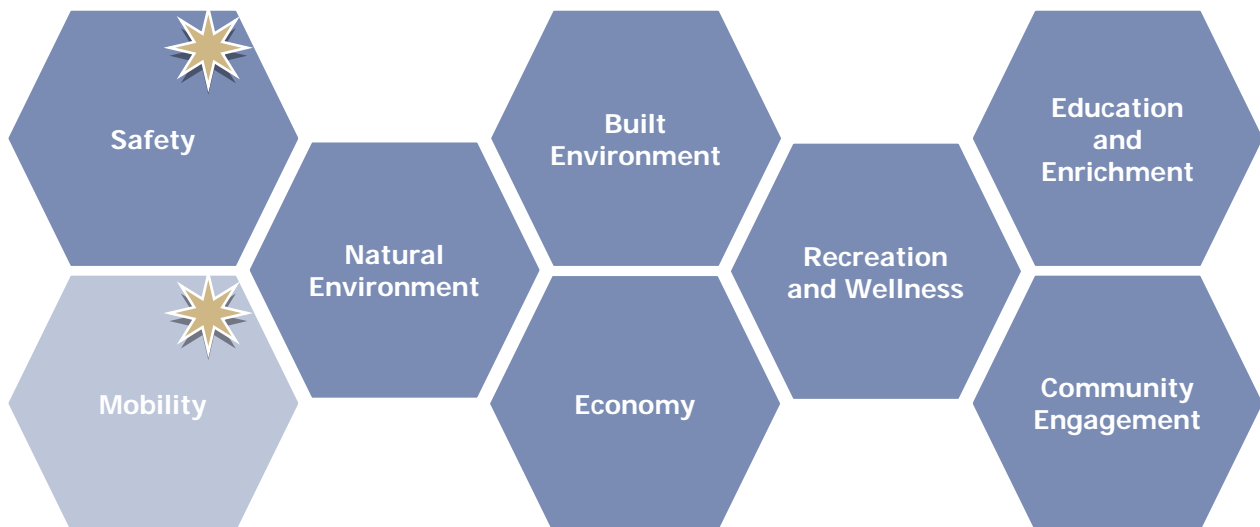 Safety
Mobility
Natural
Environment
Built
Environment
Economy
Recreation
and Wellness
Education
and
Enrichment
Community
Engagement